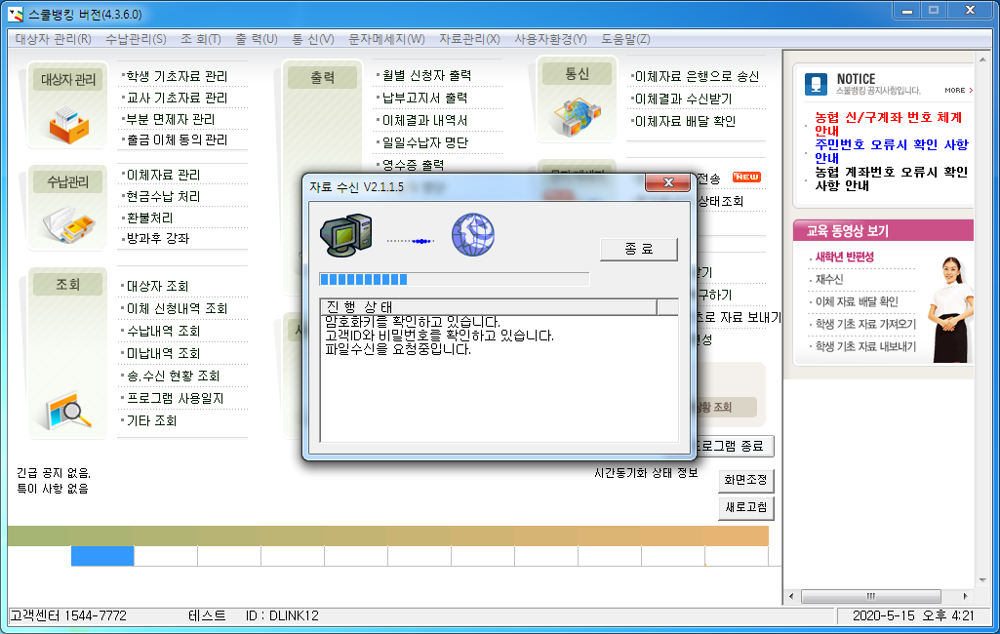 스쿨뱅킹 버전(4.3.6.0)
대상자 관리(R) 수납관리(S) 조 회(T) 출 력(U) 통 신(V) 문자메세지(W) 자료관리(X) 사용자환경(Y) 도움말(Z)
대상자 관리
학생 기초자료 관리
교사 기초자료 관리
부분 면제자 관리
출금 이체 동의 관리
수납관리
이체자료 관리
현금수납 처리
환불처리
방과후 강좌
조회
대상자 조회
이체 신청내역 조회
수납내역 조회
미납내역 조회
송,수신 현황 조회
프로그램 사용일지
기타 조회
출력
월별 신청자 출력
납부고지서 출력
이체결과 내역서
일일수납자 명단
영수증 출력
통신
이체자료 은행으로 송신
이체결과 수신받기
이체자료 배달 확인
전송 NEW
상태조회
구하기
초로 자료 보내기
자료 수신 V2.1.1.5
종 료
진 행 상 태
암호화키를 확인하고 있습니다.
고객ID와 비밀번호를 확인하고 있습니다.
파일수신을 요청중입니다.
황 조회
프로그램 종료
긴급 공지 없음.
특이 사항 없음
시간동기화 상태 정보
화면조정
새로고침
NOTICE
스쿨뱅킹 공지사항입니다. MORE
농협 신/구계좌 번호 체계
안내
주민번호 오류시 확인 사항
안내
농협 계좌번호 오류시 확인
사항 안내
교육 동영상 보기
새학년 반편성
재수신
이체 자료 배달 확인
학생 기초 자료 가져오기
학생 기초 자료 내보내기
고객센터 1544-7772 테스트 ID : DLINK12 2020-5-15 오후 4:21